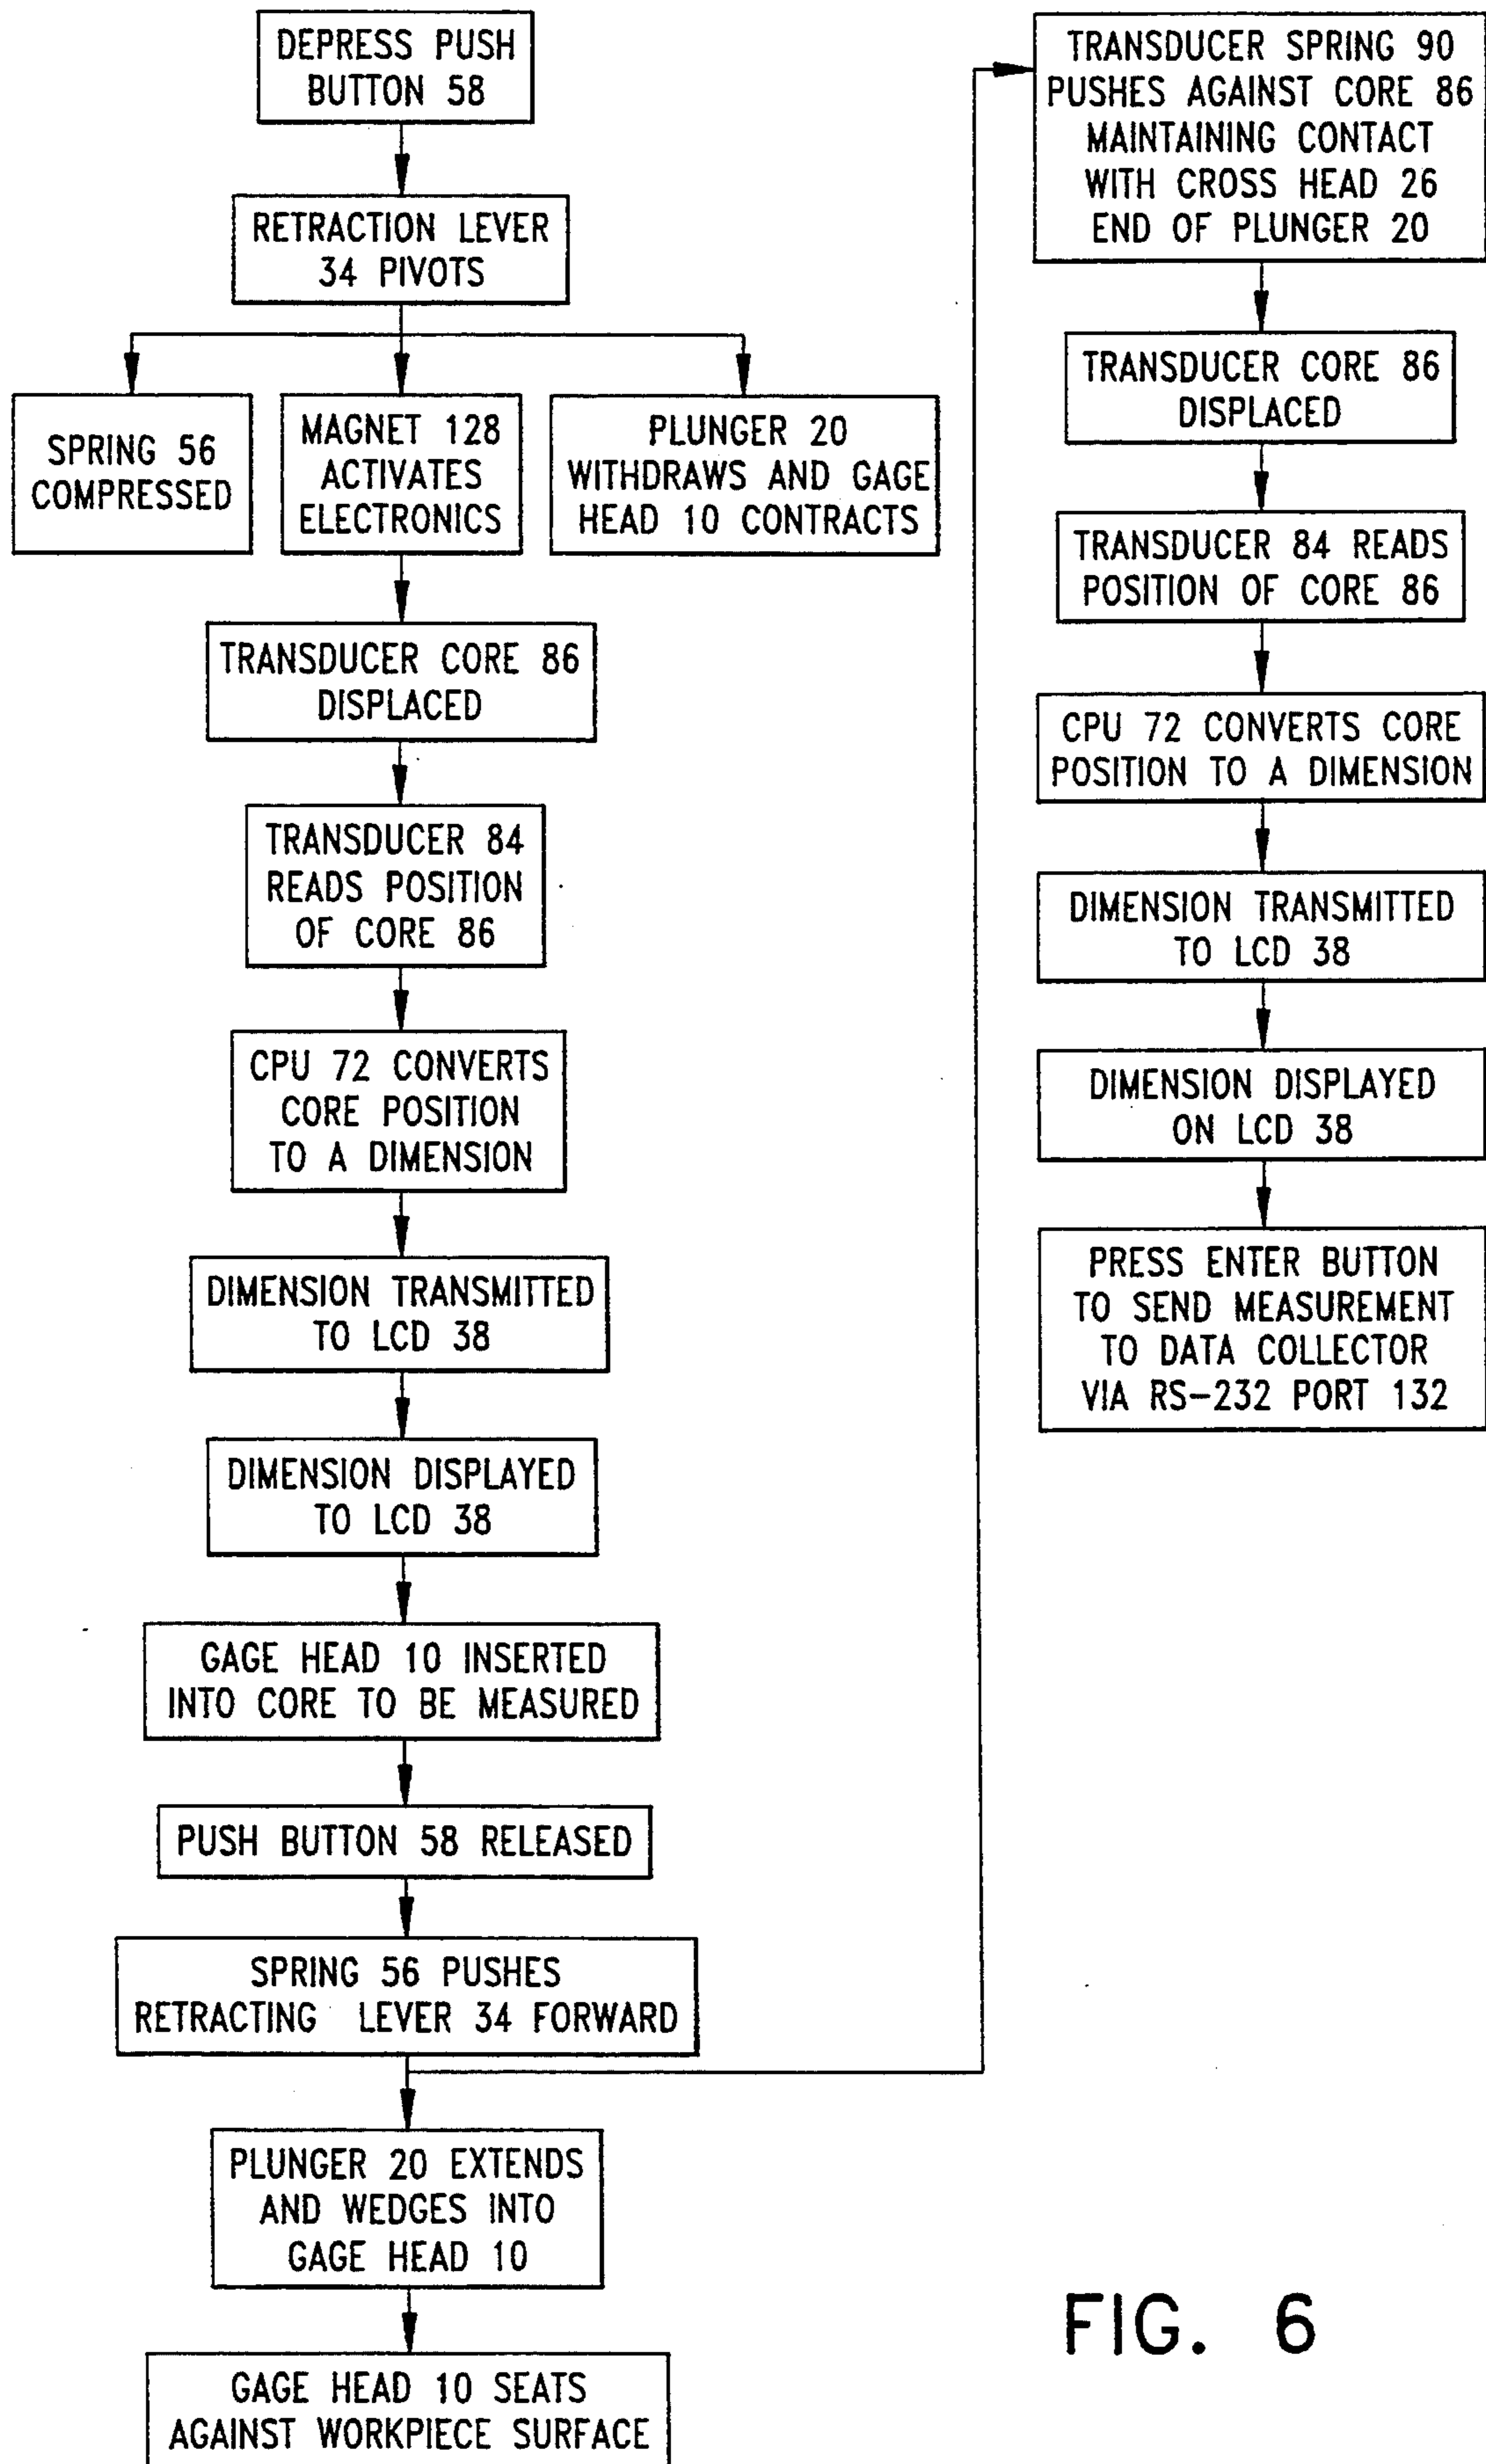 DEPRESS PUSH
BUTTON 58
RETRACTION LEVER
34 PIVOTS
SPRING 56
COMPRESSED
MAGNET 128
ACTIVATES
ELECTRONICS
PLUNGER 20
WITHDRAWS AND GAGE
HEAD 10 CONTRACTS
TRANSDUCER CORE 86
DISPLACED
TRANSDUCER 84
READS POSITION
OF CORE 86
CPU 72 CONVERTS
CORE POSITION
TO A DIMENSION
DIMENSION TRANSMITTED
TO LCD 38
DIMENSION DISPLAYED
TO LCD 38
GAGE HEAD 10 INSERTED
INTO CORE TO BE MEASURED
PUSH BUTTON 58 RELEASED
SPRING 56 PUSHES
RETRACTING LEVER 34 FORWARD
PLUNGER 20 EXTENDS
AND WEDGES INTO
GAGE HEAD 10
GAGE HEAD 10 SEATS
AGAINST WORKPIECE SURFACE
TRANSDUCER SPRING 90
PUSHES AGAINST CORE 86
MAINTAINING CONTACT
WITH CROSS HEAD 26
END OF PLUNGER 20
TRANSDUCER CORE 86
DISPLACED
TRANSDUCER 84 READS
POSITION OF CORE 86
CPU 72 CONVERTS CORE
POSITION TO A DIMENSION
DIMENSION TRANSMITTED
TO LCD 38
DIMENSION DISPLAYED
ON LCD 38
PRESS ENTER BUTTON
TO SEND MEASUREMENT
TO DATA COLLECTOR
VIA RS-232 PORT 132
FIG. 6